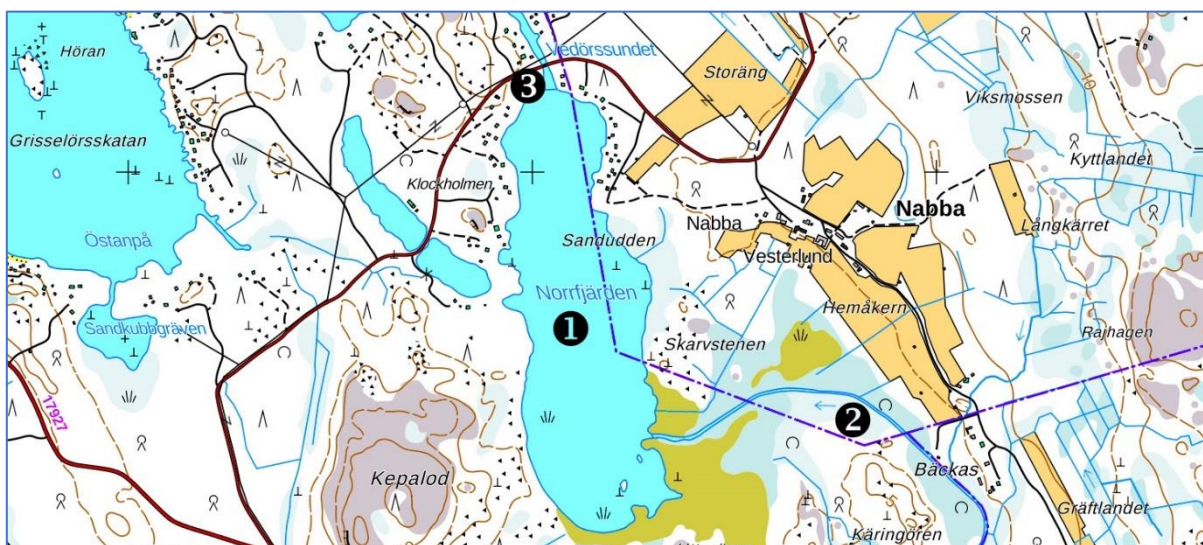 Höran
Vedörssundet
Storäng
3
10
Viksmossen
Grisselörsskatan
Kyttlandet
Klockholmen
Nabba
Nabba
Långkärret
Östanpå
Sandudden
Vesterlund
Norrfjärden
Hemåkern
Sandkubbgräven
1
Rajhagen
Skarvstenen
17927
2
Kepalod
Bäckas
Gräftlandet
Käringören